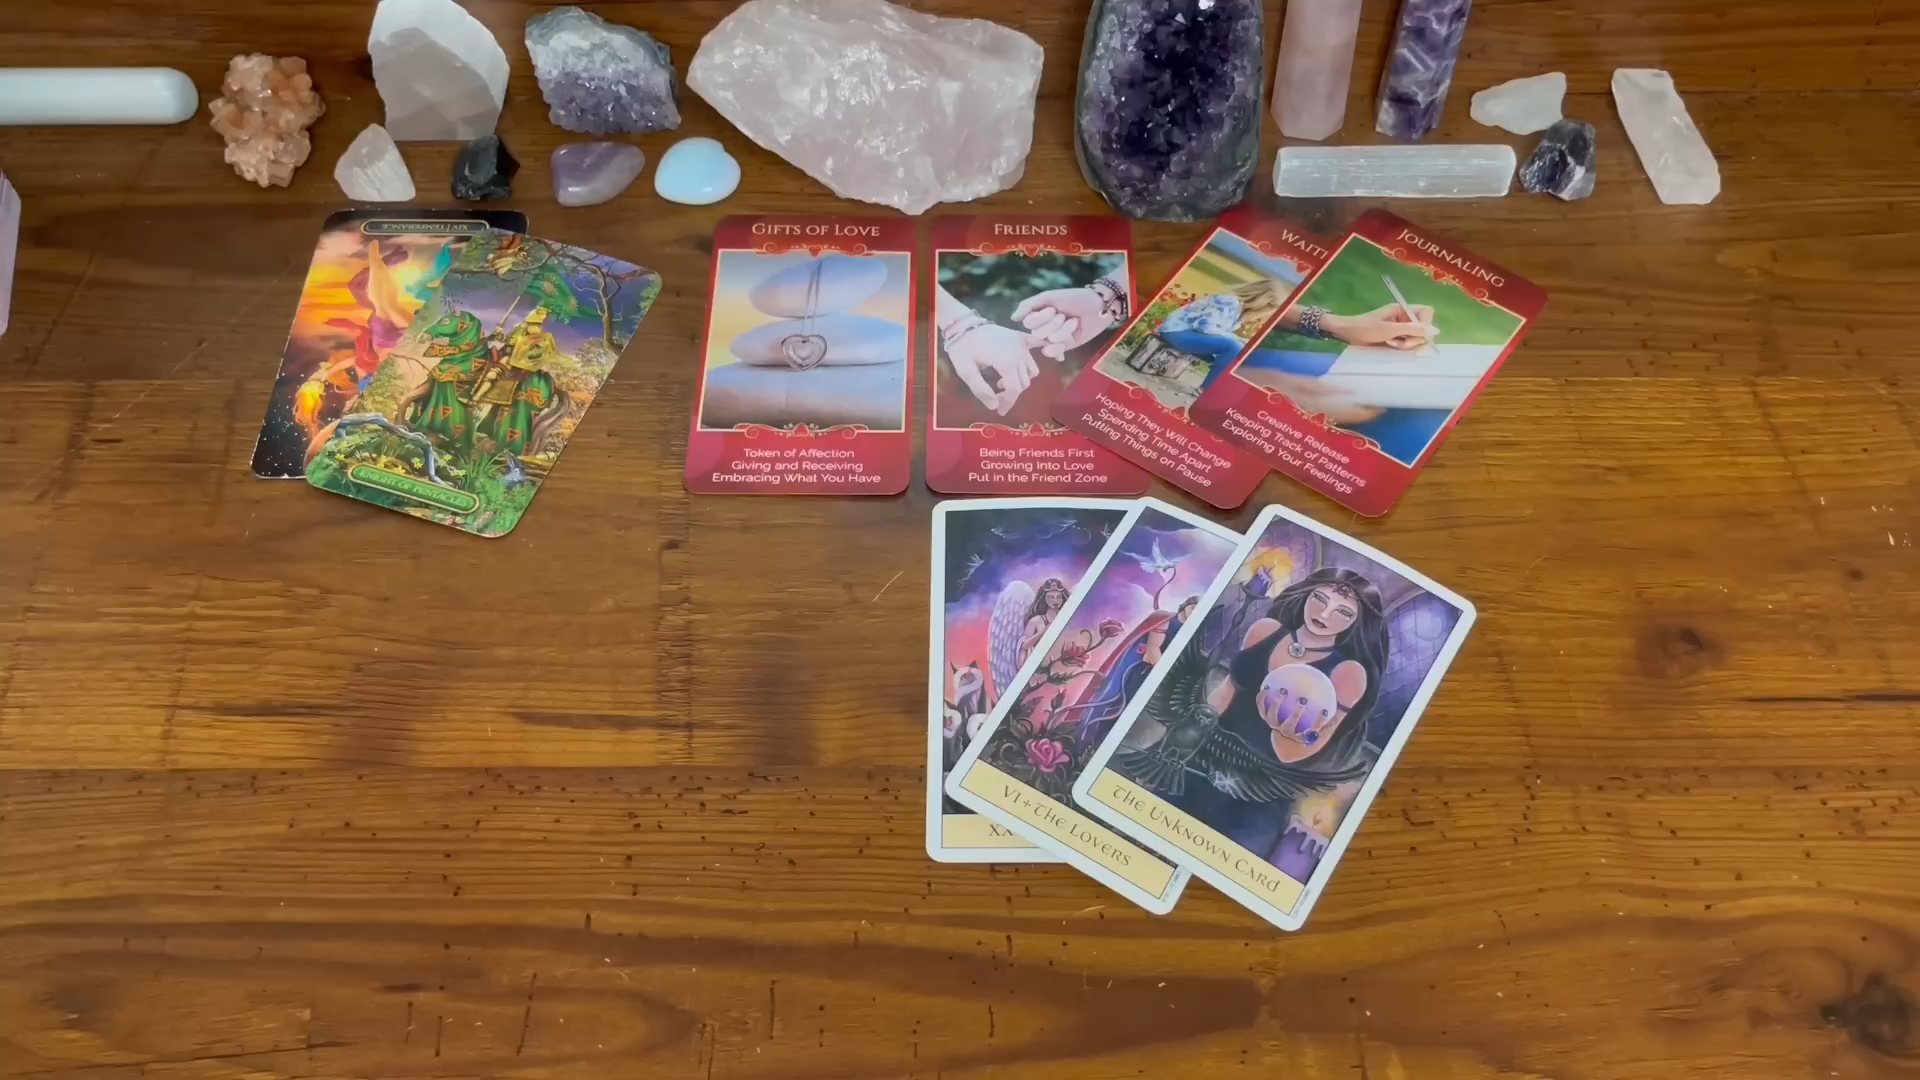 XIV | TEMPERANCE
KNIGHT OF PENTACLES
GIFTS OF LOVE
Token of Affection
Giving and Receiving
Embracing What You Have
FRIENDS
Being Friends First
Growing Into Love
Put in the Friend Zone
WAITI
Hoping They Will Change
Spending Time Apart
Putting Things on Pause
JOURNALING
Creative Release
Keeping Track of Patterns
Exploring Your Feelings
XX
VI + THE LOVERS
THE UNKNOWN CARD